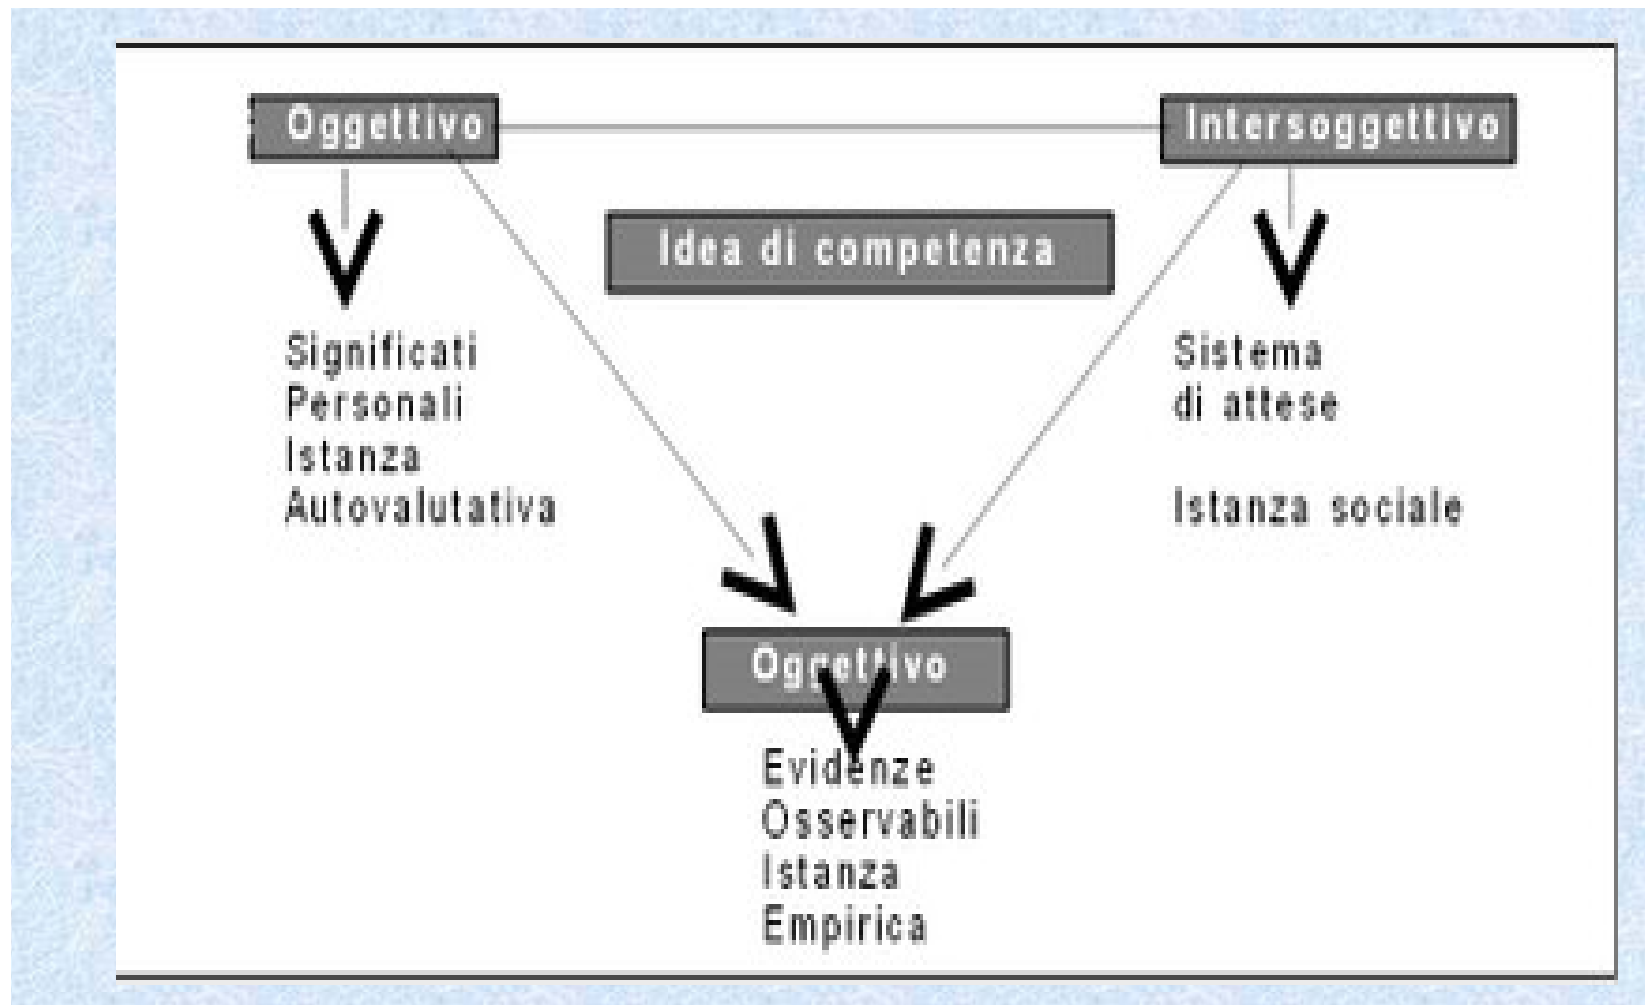 Oggettivo
Intersoggettivo
Idea di competenza
Significati
Personali
Istanza
Autovalutativa
Sistema
di attese
Istanza sociale
Oggettivo
Evidenze
Osservabili
Istanza
Empirica